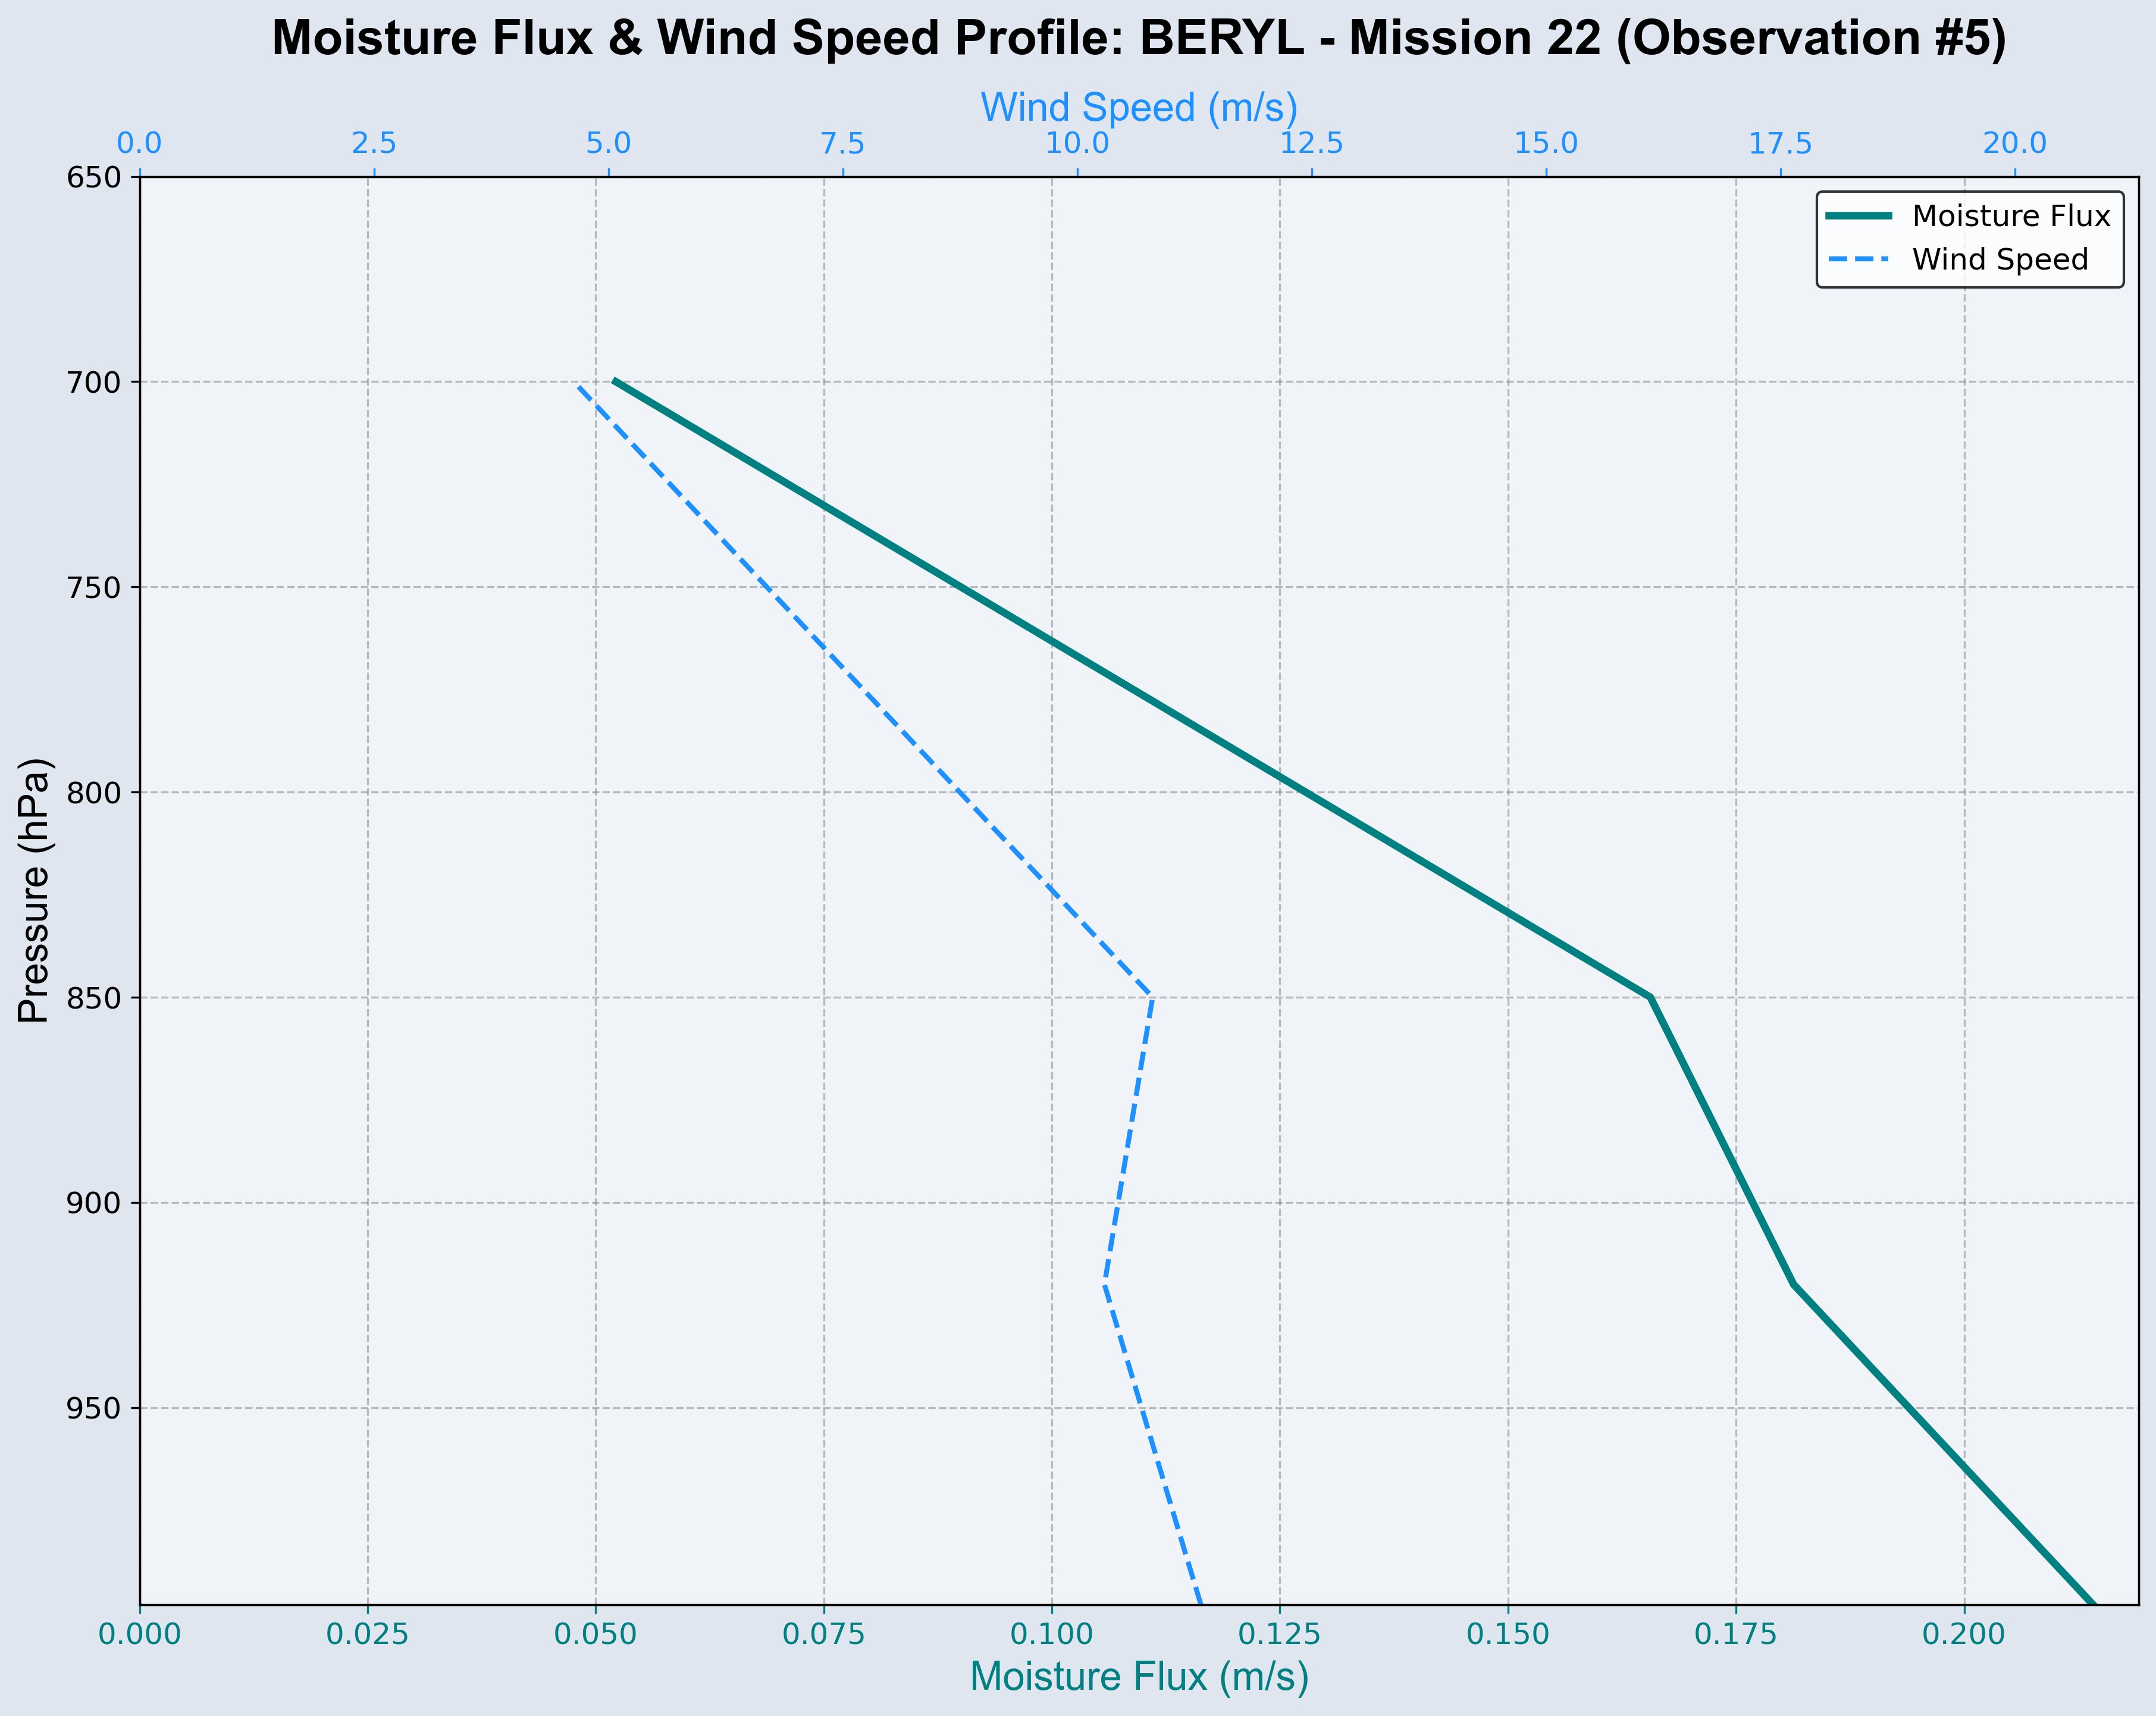 Moisture Flux & Wind Speed Profile: BERYL - Mission 22 (Observation #5)
Wind Speed (m/s)
0.0 2.5 5.0 7.5 10.0 12.5 15.0 17.5 20.0
Moisture Flux
Wind Speed
Pressure (hPa)
650
700
750
800
850
900
950
0.000 0.025 0.050 0.075 0.100 0.125 0.150 0.175 0.200
Moisture Flux (m/s)